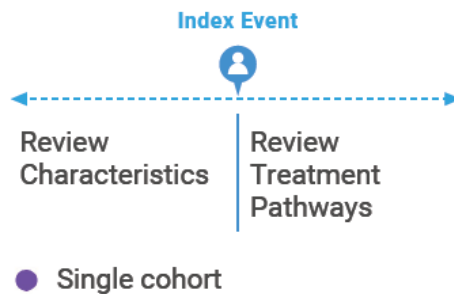 Index Event
Review
Characteristics
Review
Treatment
Pathways
Single cohort